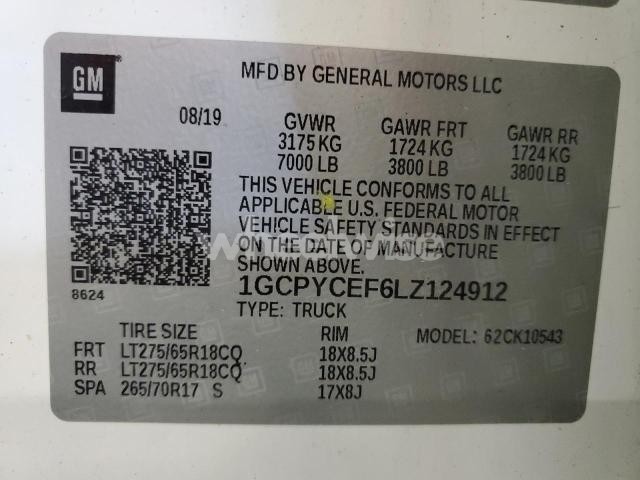 GM
MFD BY GENERAL MOTORS LLC
08/19
GVWR GAWR FRT GAWR RR
3175 KG 1724 KG 1724 KG
7000 LB 3800 LB 3800 LB
THIS VEHICLE CONFORMS TO ALL
APPLICABLE U.S. FEDERAL MOTOR
VEHICLE SAFETY STANDARDS IN EFFECT
ON THE DATE OF MANUFACTURE
SHOWN ABOVE.
8624
1GCPYCEF6LZ124912
TYPE: TRUCK
TIRE SIZE RIM MODEL: 62CK10543
FRT LT275/65R18CQ 18X8.5J
RR LT275/65R18CQ 18X8.5J
SPA 265/70R17 S 17X8J